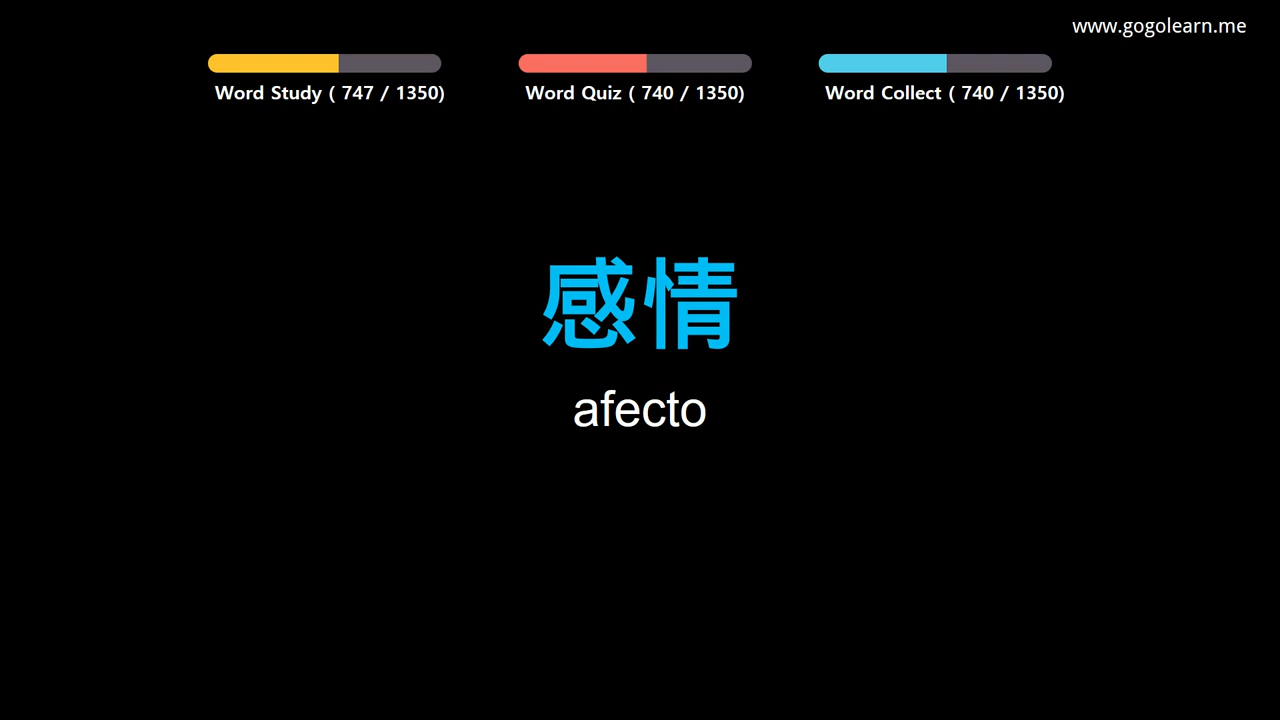 www.gogolearn.me
Word Study ( 747 / 1350)
Word Quiz ( 740 / 1350)
Word Collect ( 740 / 1350)
感情
afecto